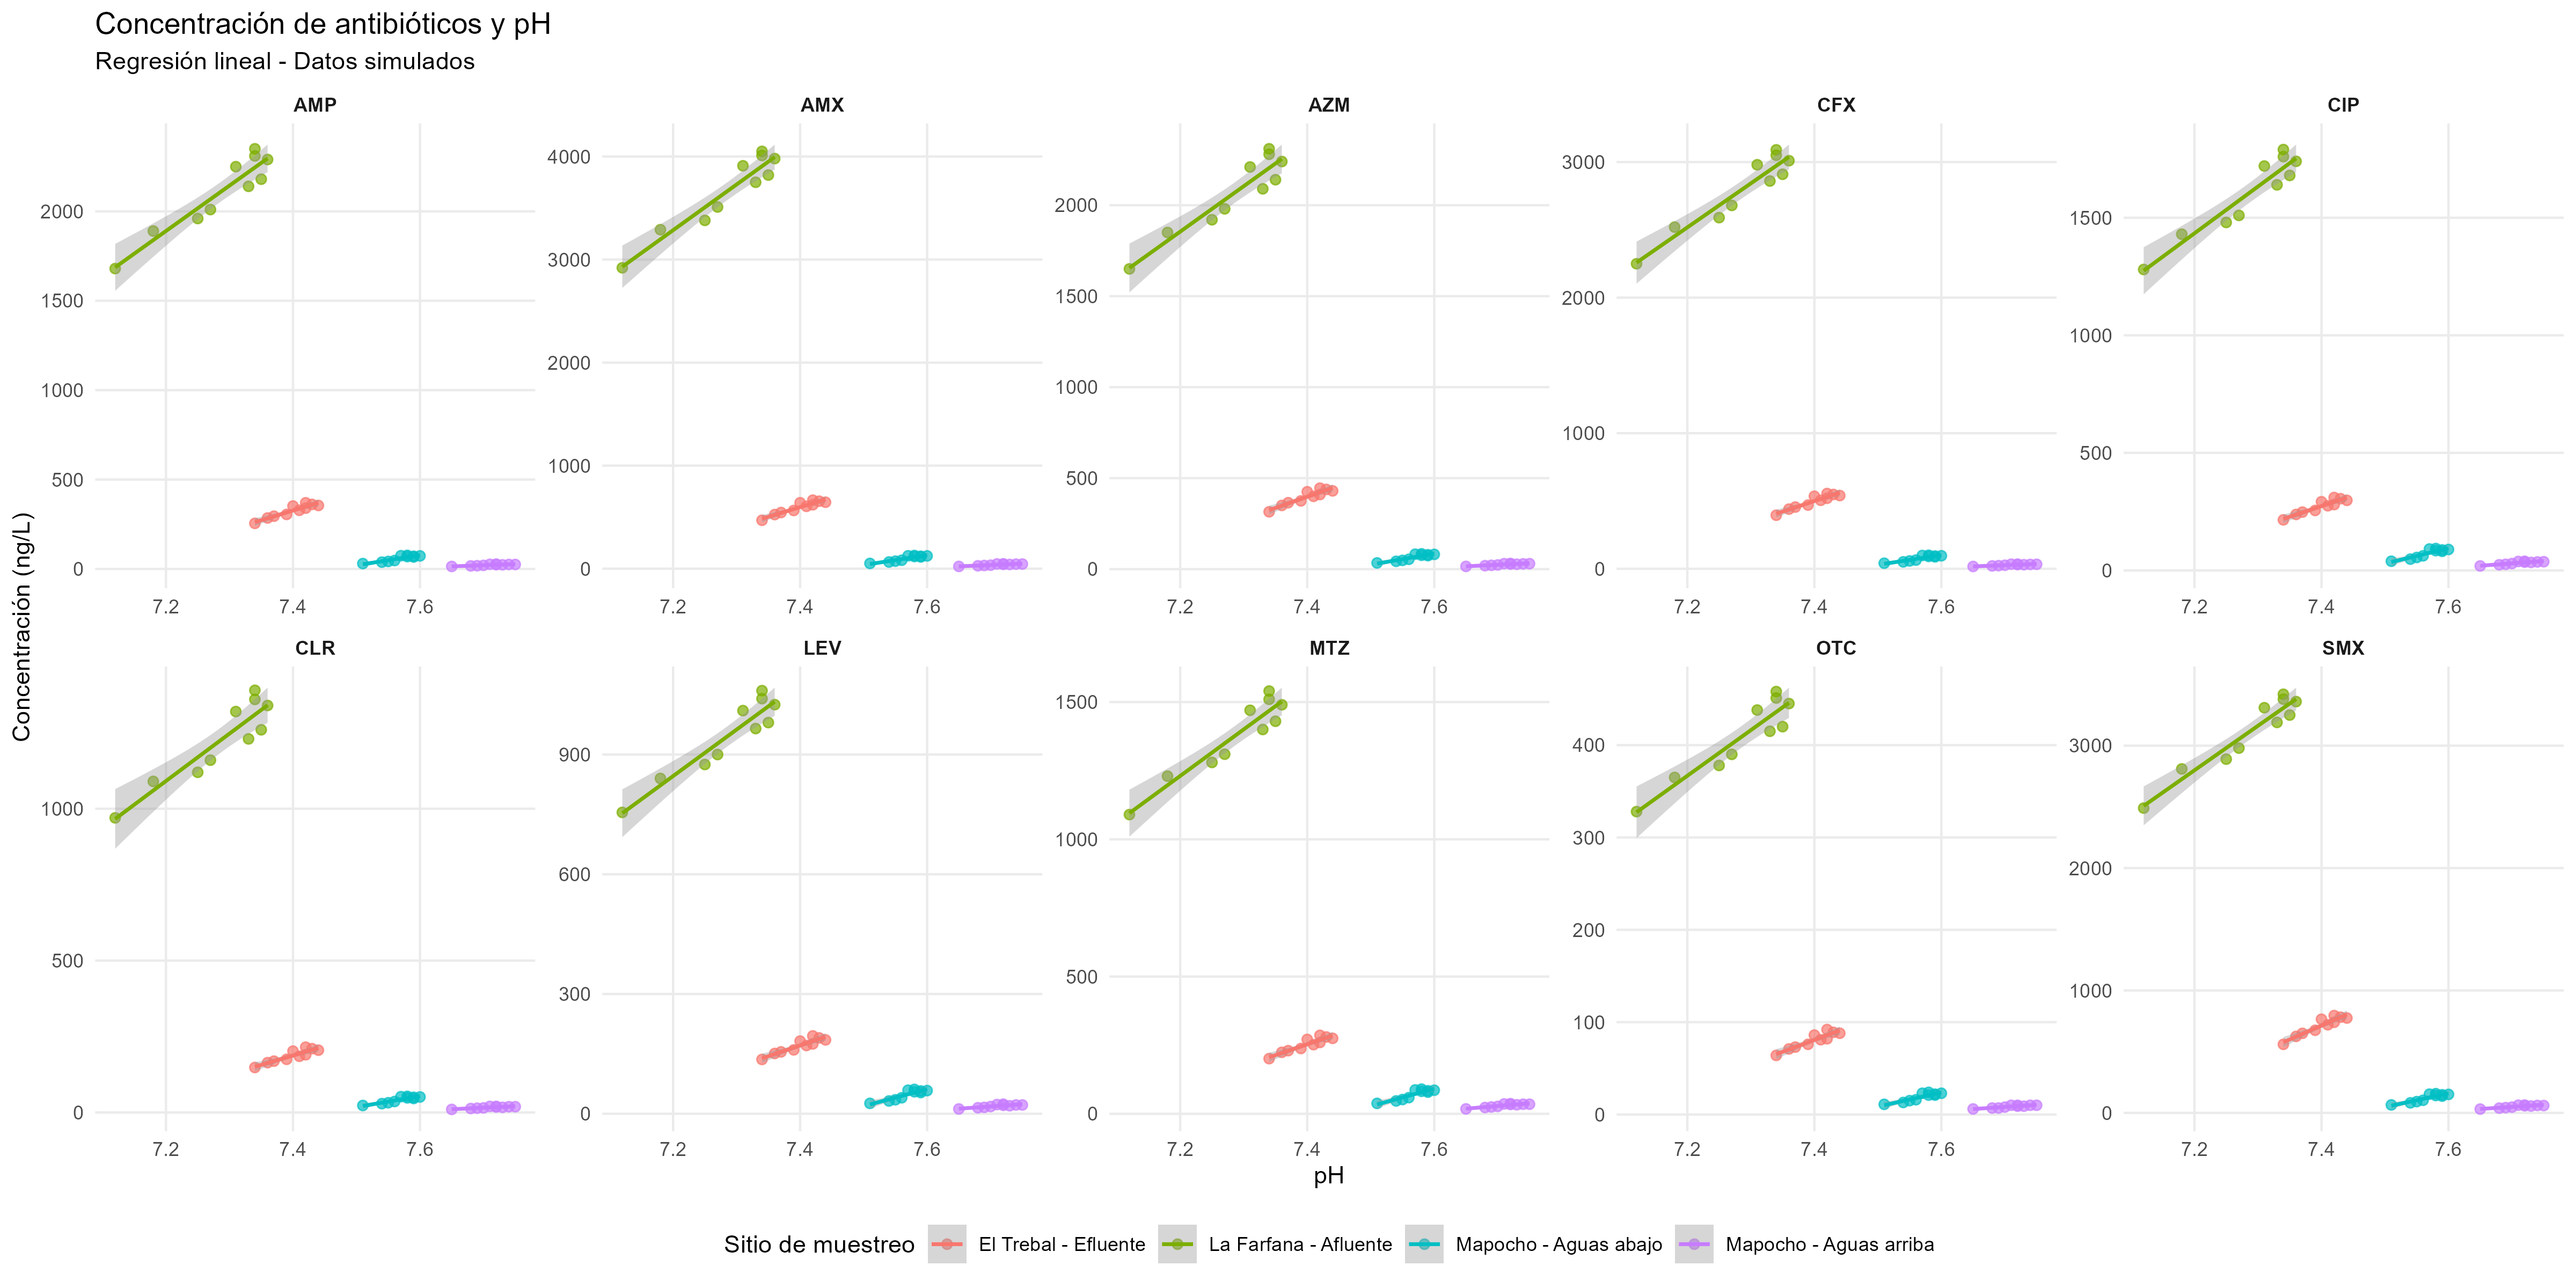 Concentración de antibióticos y pH
Regresión lineal - Datos simulados
AMP
AMX
AZM
CFX
CIP
2000
1500
1000
500
0
4000
3000
2000
1000
0
2000
1500
1000
500
0
3000
2000
1000
0
1500
1000
500
0
7.2 7.4 7.6
7.2 7.4 7.6
7.2 7.4 7.6
7.2 7.4 7.6
7.2 7.4 7.6
Concentración (ng/L)
CLR
LEV
MTZ
OTC
SMX
1000
500
0
900
600
300
0
1500
1000
500
0
400
300
200
100
0
3000
2000
1000
0
7.2 7.4 7.6
7.2 7.4 7.6
7.2 7.4 7.6
7.2 7.4 7.6
7.2 7.4 7.6
pH
Sitio de muestreo El Trebal - Efluente La Farfana - Afluente Mapocho - Aguas abajo Mapocho - Aguas arriba